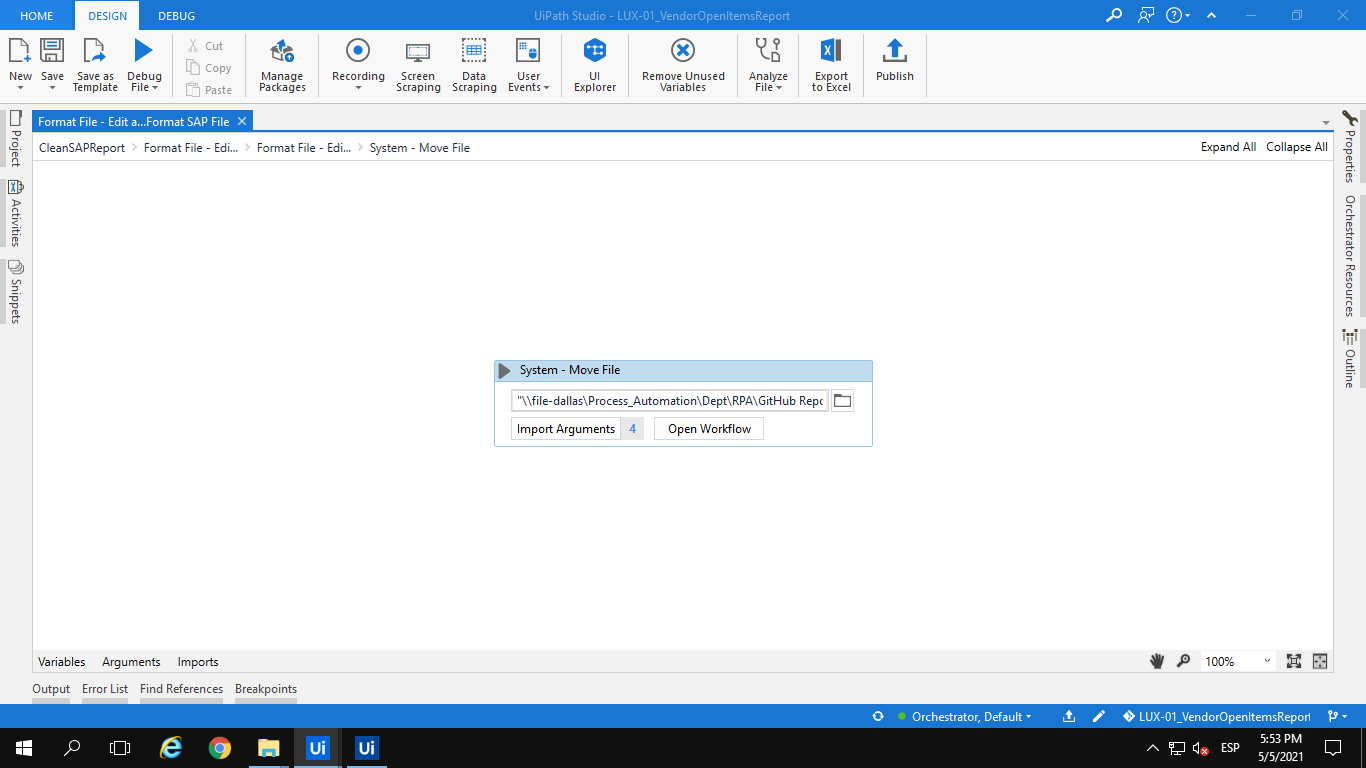 UiPath Studio - LUX-01_VendorOpenItemsReport
HOME DESIGN DEBUG
New
Save
Save as
Template
Debug
File
Cut
Copy
Paste
Manage
Packages
Recording
Screen
Scraping
Data
Scraping
User
Events
UI
Explorer
Remove Unused
Variables
Analyze
File
Export
to Excel
Publish
Format File - Edit a...Format SAP File
CleanSAPReport Format File - Edi... Format File - Edi... System - Move File
Expand All Collapse All
Project
Activities
Snippets
Properties
Orchestrator Resources
Outline
System - Move File
"\\file-dallas\Process_Automation\Dept\RPA\GitHub Repo
Import Arguments 4 Open Workflow
Variables Arguments Imports
100%
Output Error List Find References Breakpoints
Orchestrator, Default LUX-01_VendorOpenItemsReport
Ui Ui
ESP
5:53 PM
5/5/2021